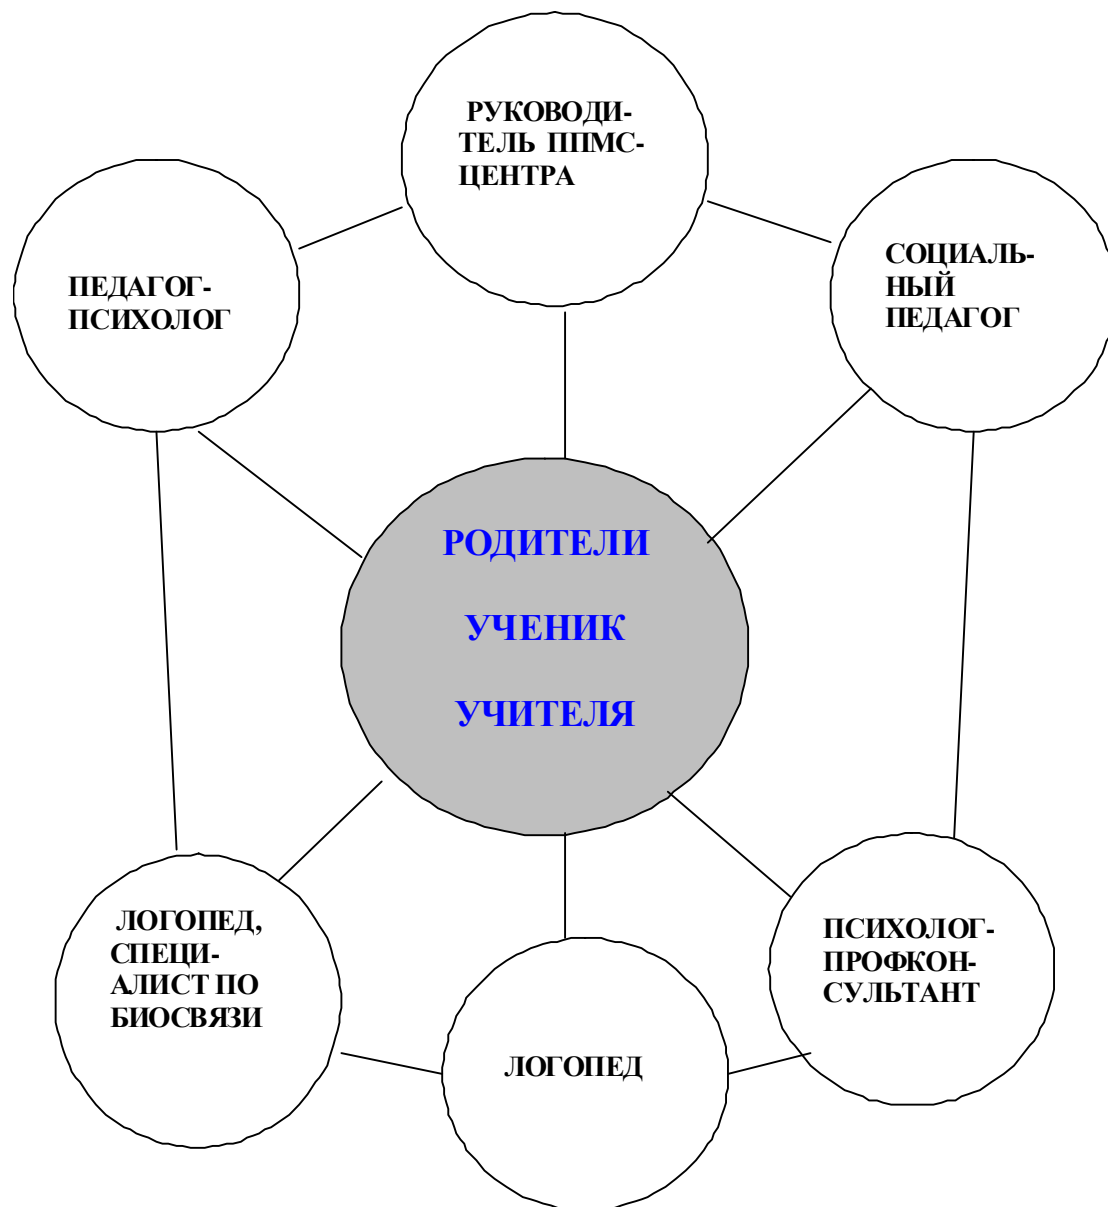 РУКОВОДИ-
ТЕЛЬ ППМС-
ЦЕНТРА
ПЕДАГОГ-
ПСИХОЛОГ
СОЦИАЛЬ-
НЫЙ
ПЕДАГОГ
РОДИТЕЛИ
УЧЕНИК
УЧИТЕЛЯ
ЛОГОПЕД,
СПЕЦИ-
АЛИСТ ПО
БИОСВЯЗИ
ЛОГОПЕД
ПСИХОЛОГ-
ПРОФКОН-
СУЛЬТАНТ